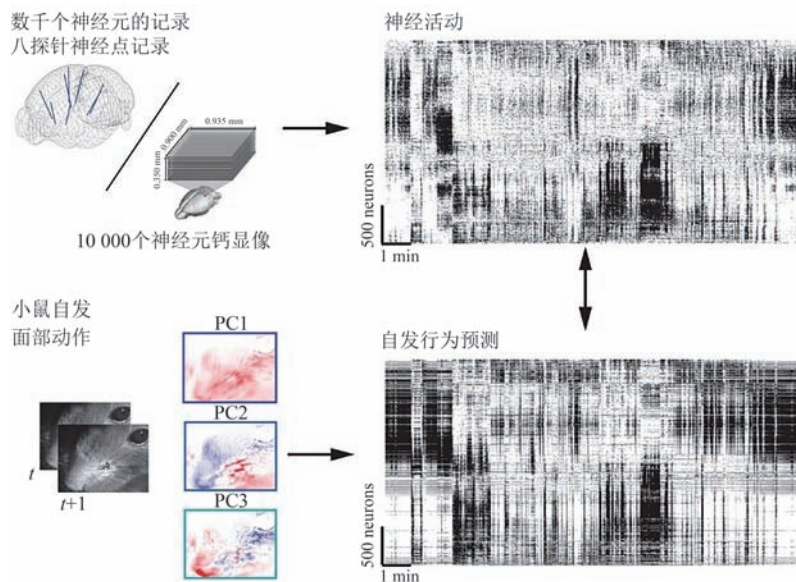 数千个神经元的记录
八探针神经点记录
0.935 mm
0.900 mm
0.350 mm
10 000个神经元钙显像
神经活动
500 neurons
1 min
小鼠自发
面部动作
t
t+1
PC1
PC2
PC3
自发行为预测
500 neurons
1 min